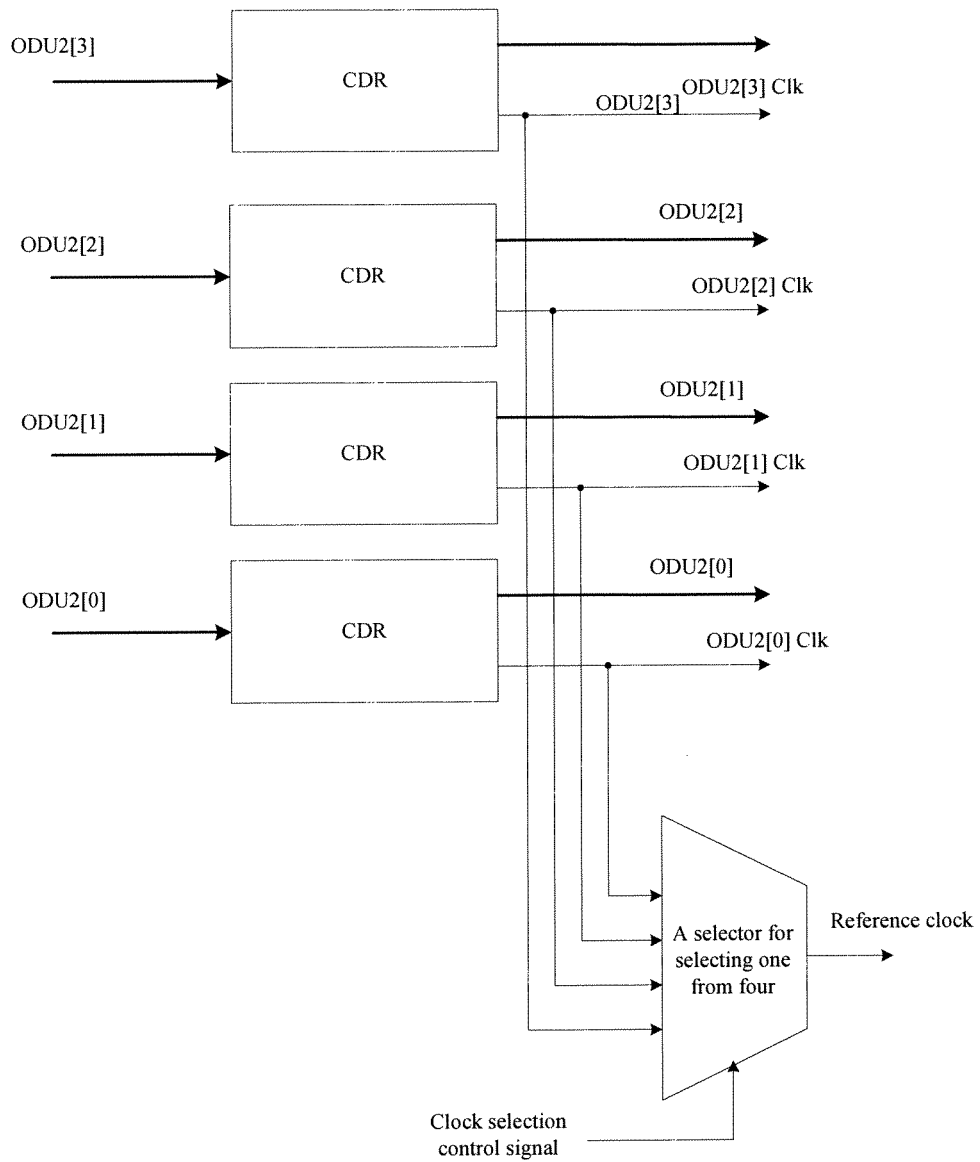 ODU2[3]
CDR
ODU2[3] Clk
ODU2[3]
ODU2[2]
CDR
ODU2[2]
ODU2[2] Clk
ODU2[1]
CDR
ODU2[1]
ODU2[1] Clk
ODU2[0]
CDR
ODU2[0]
ODU2[0] Clk
A selector for
selecting one
from four
Reference clock
Clock selection
control signal